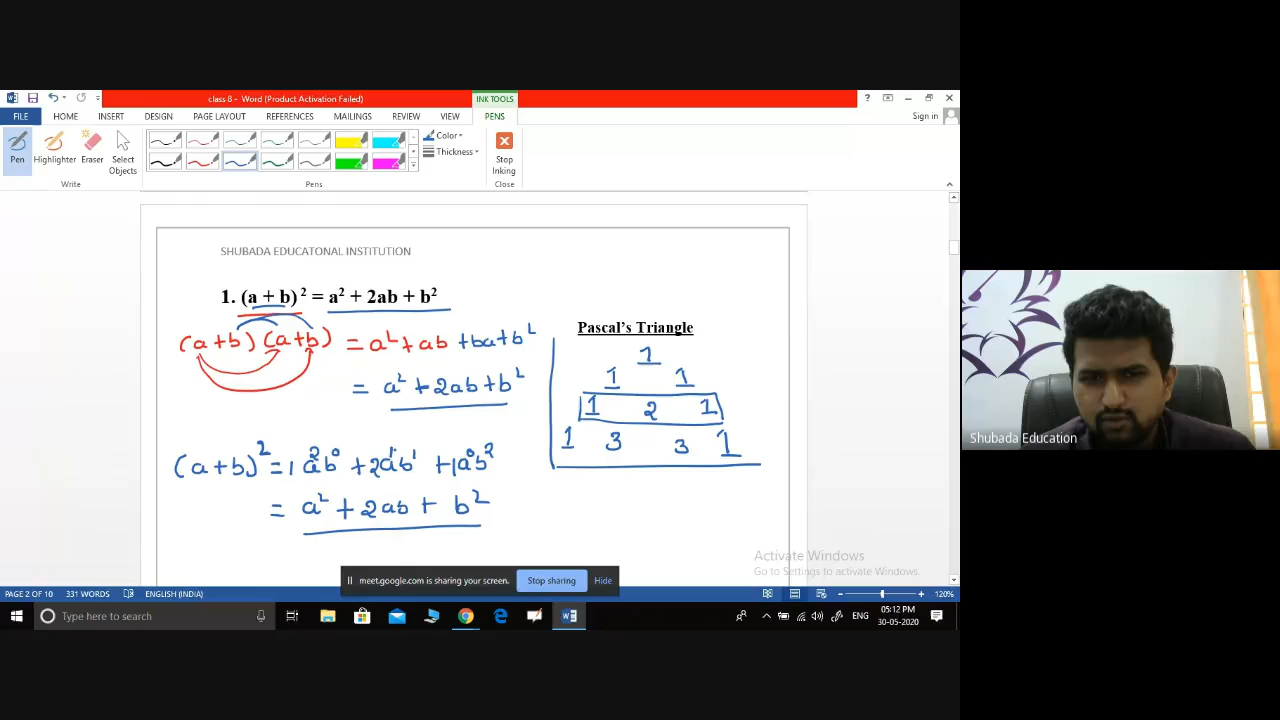 class 8 - Word (Product Activation Failed)
INK TOOLS
FILE HOME INSERT DESIGN PAGE LAYOUT REFERENCES MAILINGS REVIEW VIEW PENS
Sign in
Pen Highlighter Eraser Select Objects
Color
Thickness
Stop Inking
Write Pens Close
SHUBADA EDUCATONAL INSTITUTION
1. (a + b)² = a² + 2ab + b²
(a+b)(a+b) = a²+ab+ba+b²
= a²+2ab+b²
(a+b)² = 1a²b⁰ + 2a¹b¹ + 1a⁰b²
= a² + 2ab + b²
Pascal's Triangle
1
1 1
1 2 1
1 3 3 1
Shubada Education
Activate Windows
Go to Settings to activate Windows.
meet.google.com is sharing your screen. Stop sharing Hide
PAGE 2 OF 10 331 WORDS ENGLISH (INDIA) 120%
Type here to search
ENG
05:12 PM
30-05-2020